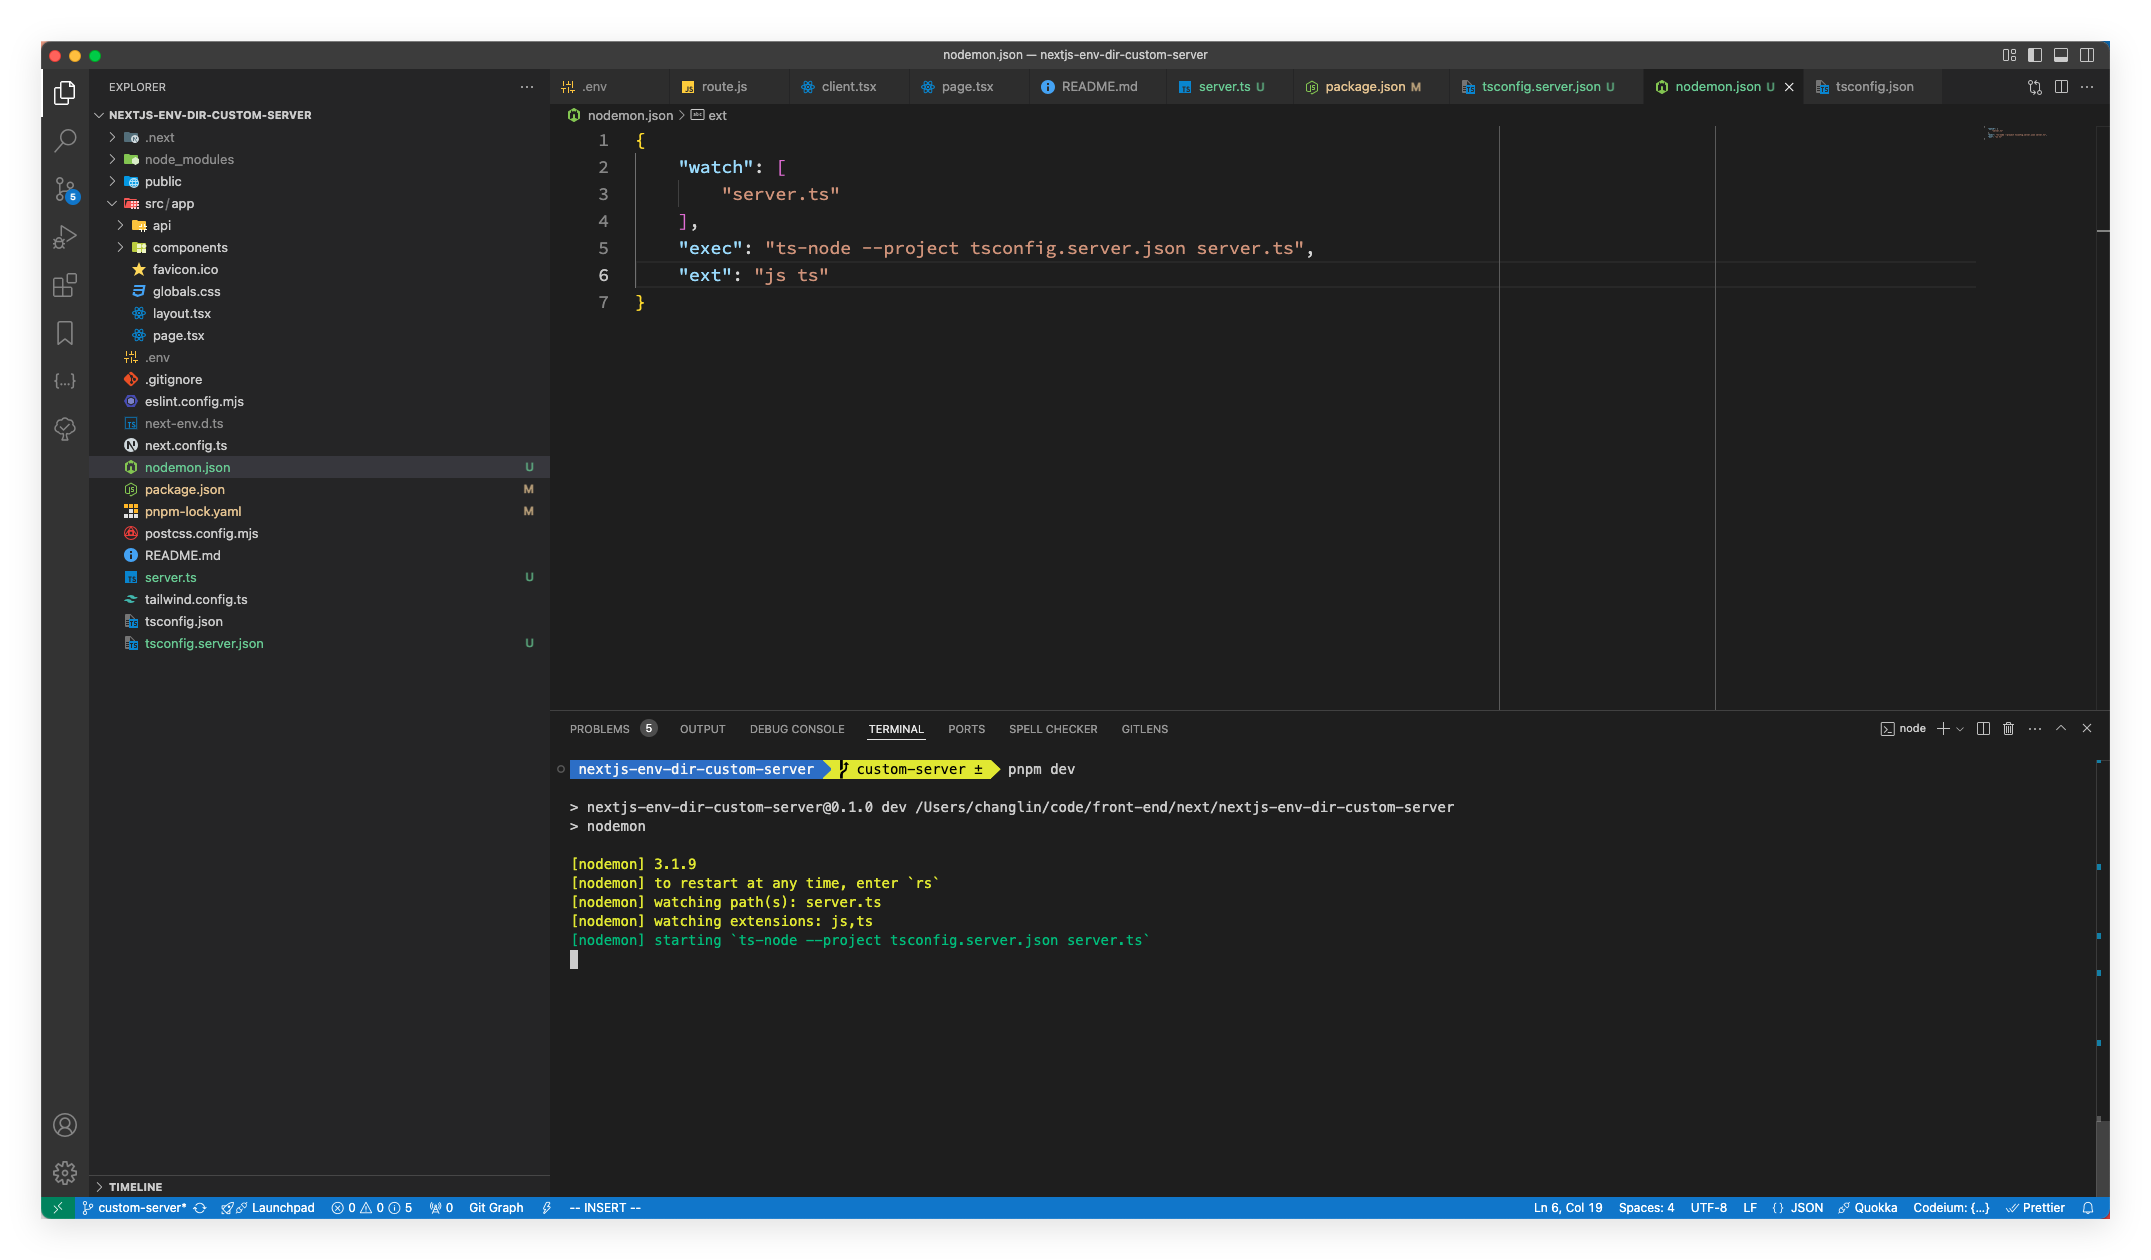 nodemon.json — nextjs-env-dir-custom-server
EXPLORER
.env
route.js
client.tsx
page.tsx
README.md
server.ts U
package.json M
tsconfig.server.json U
nodemon.json U
tsconfig.json
NEXTJS-ENV-DIR-CUSTOM-SERVER
.next
node_modules
public
src / app
api
components
favicon.ico
globals.css
layout.tsx
page.tsx
.env
.gitignore
eslint.config.mjs
next-env.d.ts
next.config.ts
nodemon.json U
package.json M
pnpm-lock.yaml M
postcss.config.mjs
README.md
server.ts U
tailwind.config.ts
tsconfig.json
tsconfig.server.json U
TIMELINE
5
nodemon.json > ext
1 {
2 "watch": [
3 "server.ts"
4 ],
5 "exec": "ts-node --project tsconfig.server.json server.ts",
6 "ext": "js ts"
7 }
PROBLEMS 5 OUTPUT DEBUG CONSOLE TERMINAL PORTS SPELL CHECKER GITLENS
node
nextjs-env-dir-custom-server custom-server ± pnpm dev
> nextjs-env-dir-custom-server@0.1.0 dev /Users/changlin/code/front-end/next/nextjs-env-dir-custom-server
> nodemon
[nodemon] 3.1.9
[nodemon] to restart at any time, enter `rs`
[nodemon] watching path(s): server.ts
[nodemon] watching extensions: js,ts
[nodemon] starting `ts-node --project tsconfig.server.json server.ts`
custom-server* Launchpad 0 0 5 0 Git Graph -- INSERT -- Ln 6, Col 19 Spaces: 4 UTF-8 LF {} JSON Quokka Codeium: {...} Prettier